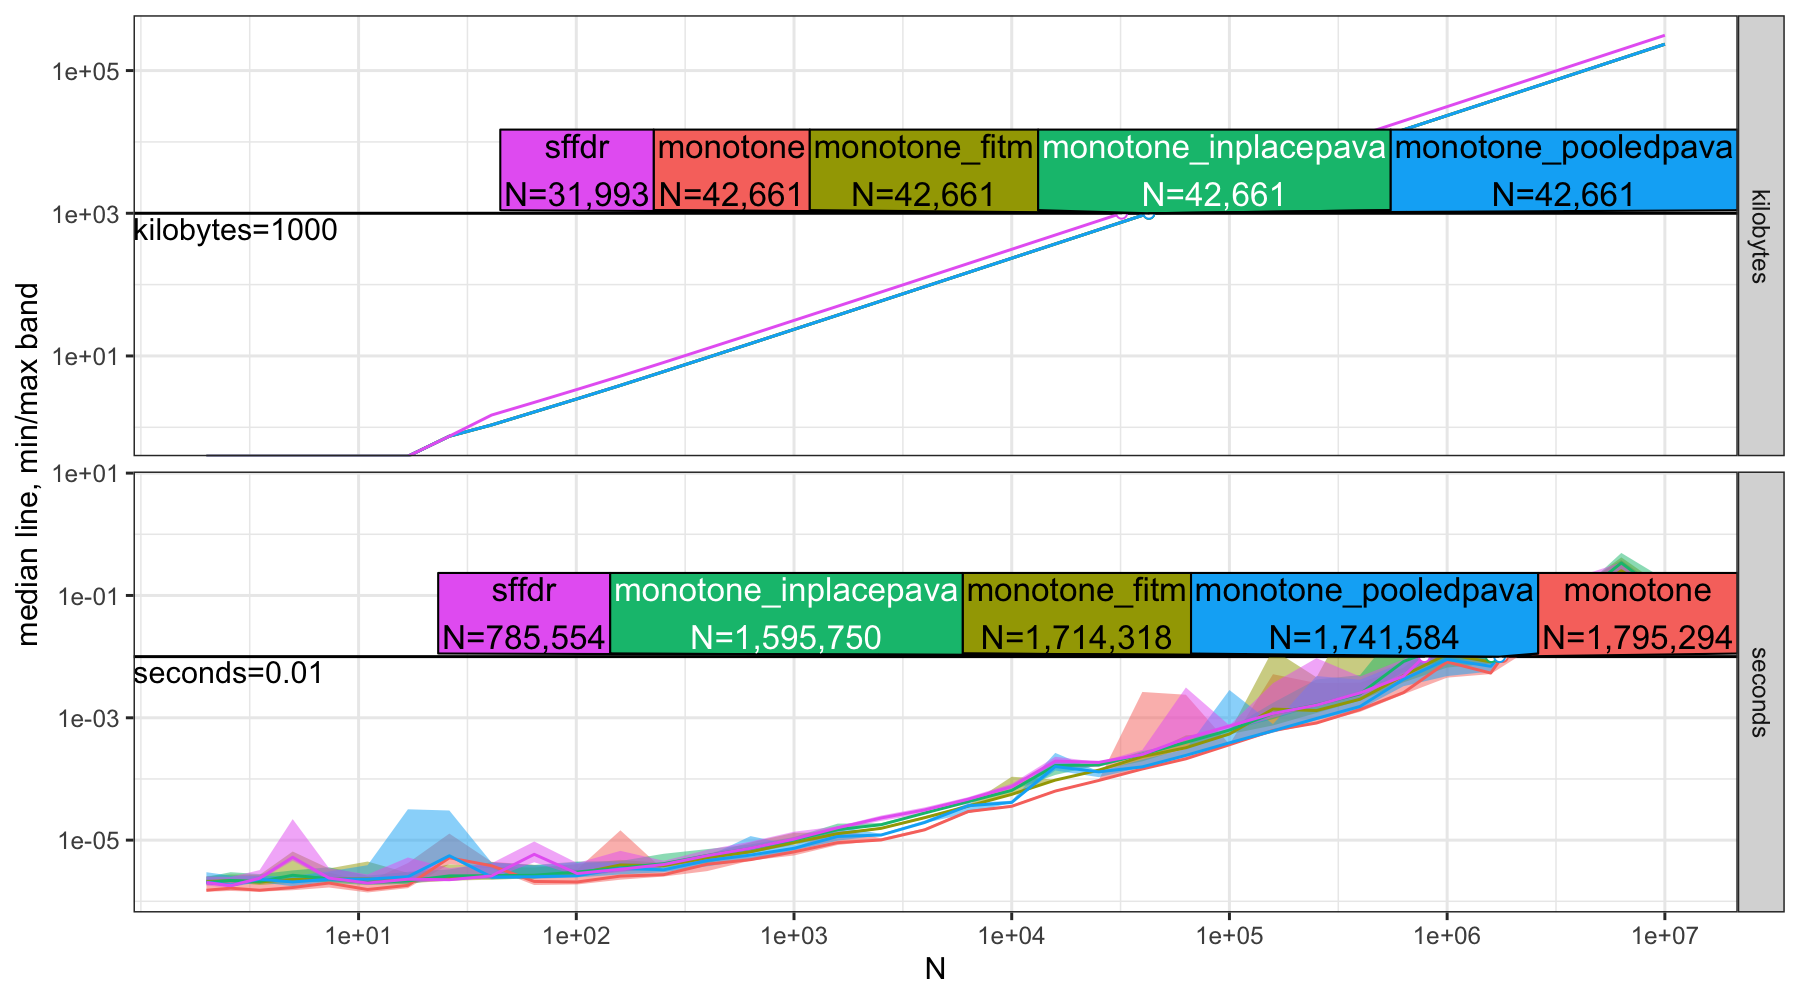 1e+05
1e+03
1e+01
sffdr
N=31,993
monotone
N=42,661
monotone_fitm
N=42,661
monotone_inplacepava
N=42,661
monotone_pooledpava
N=42,661
kilobytes=1000
kilobytes
median line, min/max band
1e+01
1e-01
1e-03
1e-05
sffdr
N=785,554
monotone_inplacepava
N=1,595,750
monotone_fitm
N=1,714,318
monotone_pooledpava
N=1,741,584
monotone
N=1,795,294
seconds=0.01
seconds
1e+01
1e+02
1e+03
1e+04
1e+05
1e+06
1e+07
N